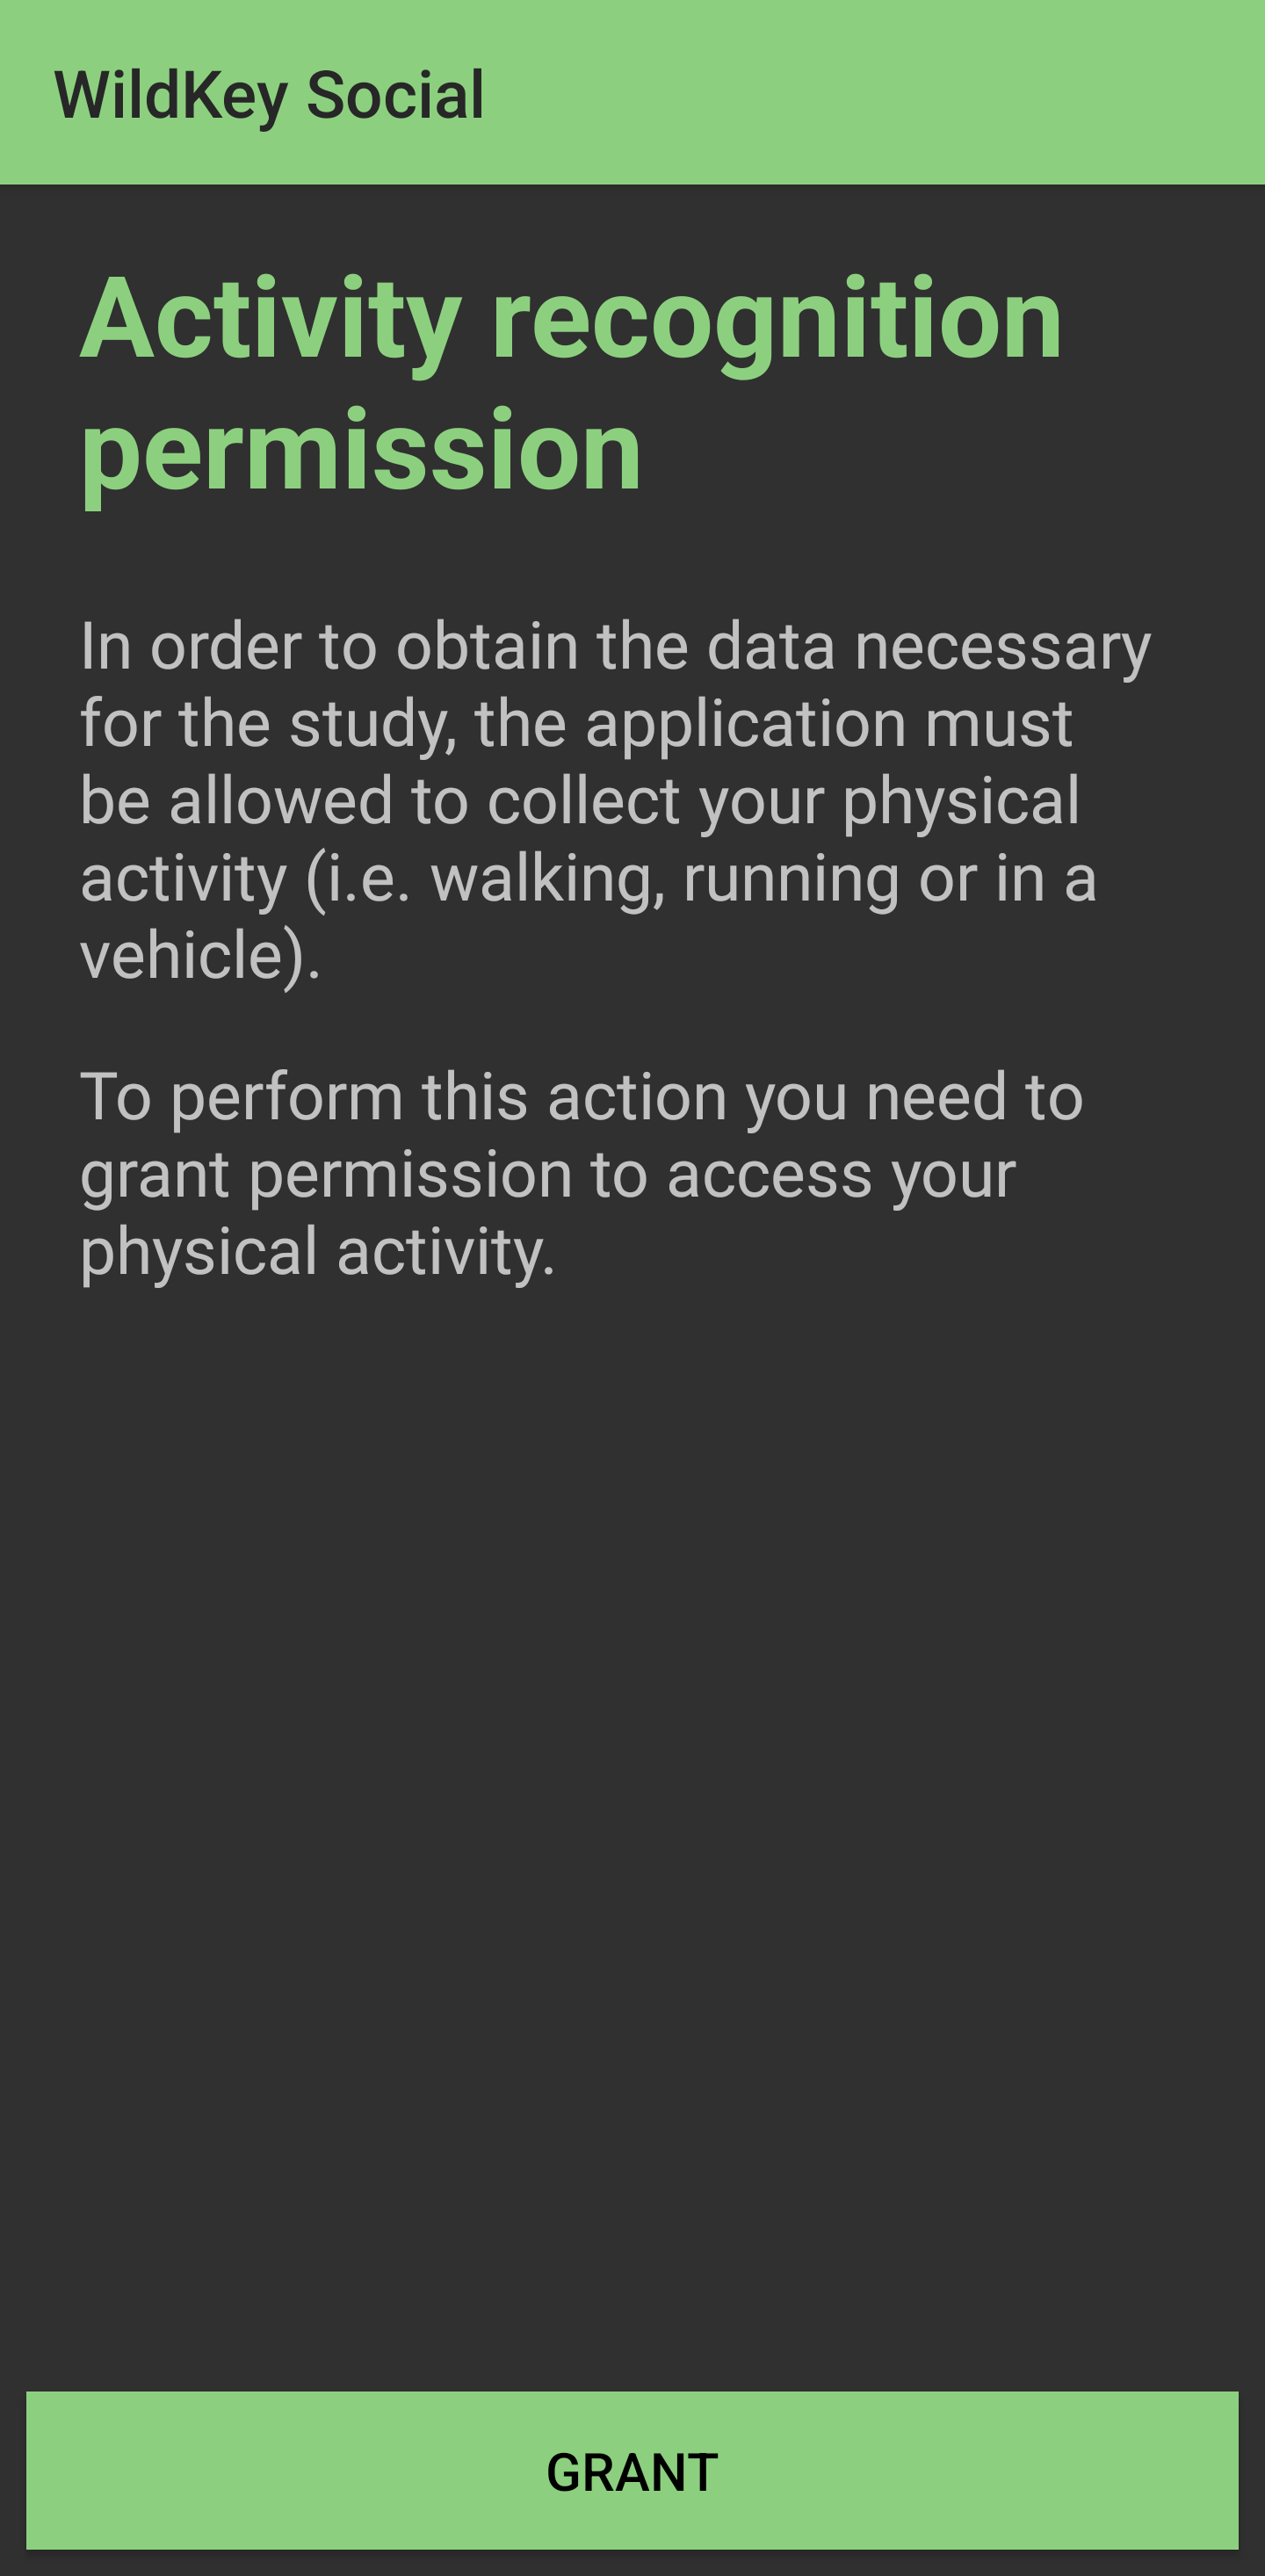 WildKey Social
Activity recognition
permission
In order to obtain the data necessary
for the study, the application must
be allowed to collect your physical
activity (i.e. walking, running or in a
vehicle).
To perform this action you need to
grant permission to access your
physical activity.
GRANT